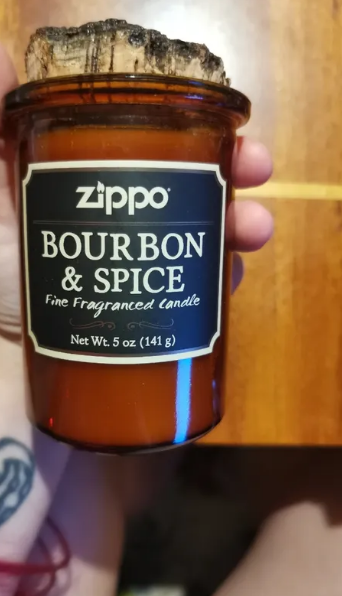 zippo
BOURBON
& SPICE
Fine Fragranced Candle
Net Wt. 5 oz (141 g)